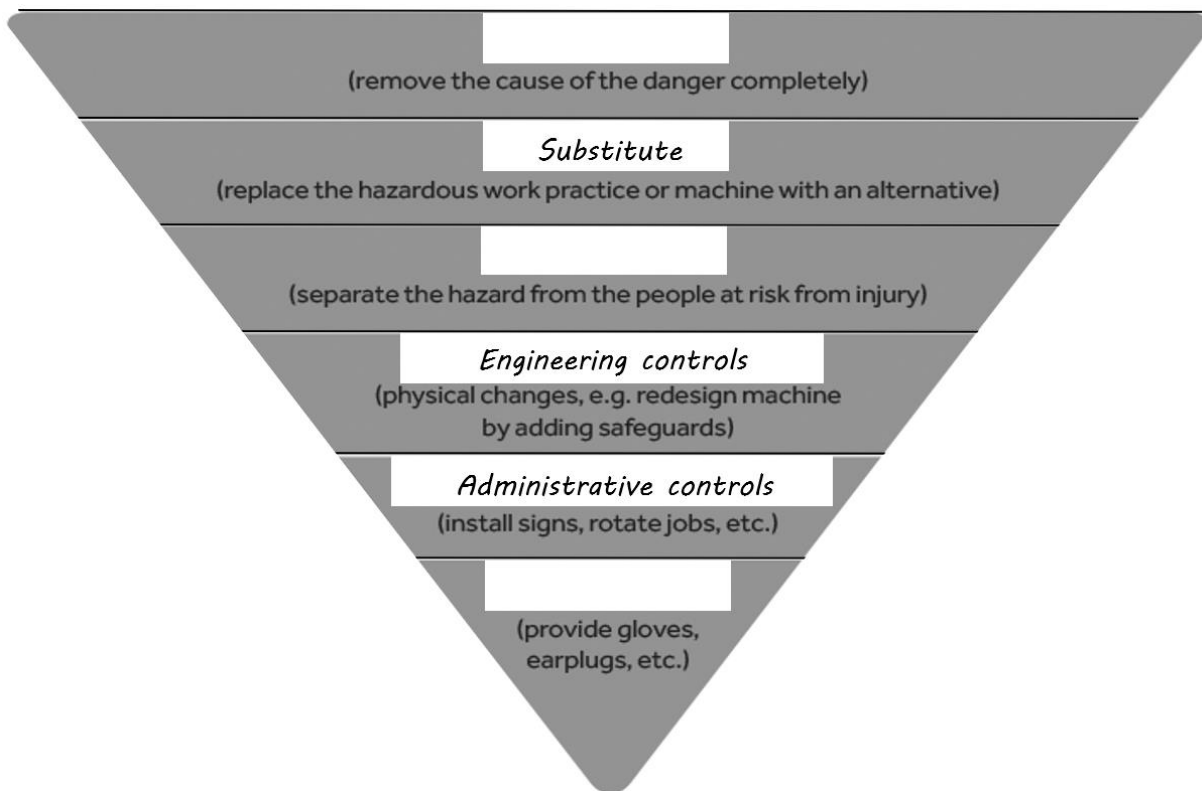 (remove the cause of the danger completely)
Substitute
(replace the hazardous work practice or machine with an alternative)
(separate the hazard from the people at risk from injury)
Engineering controls
(physical changes, e.g. redesign machine
by adding safeguards)
Administrative controls
(install signs, rotate jobs, etc.)
(provide gloves,
earplugs, etc.)